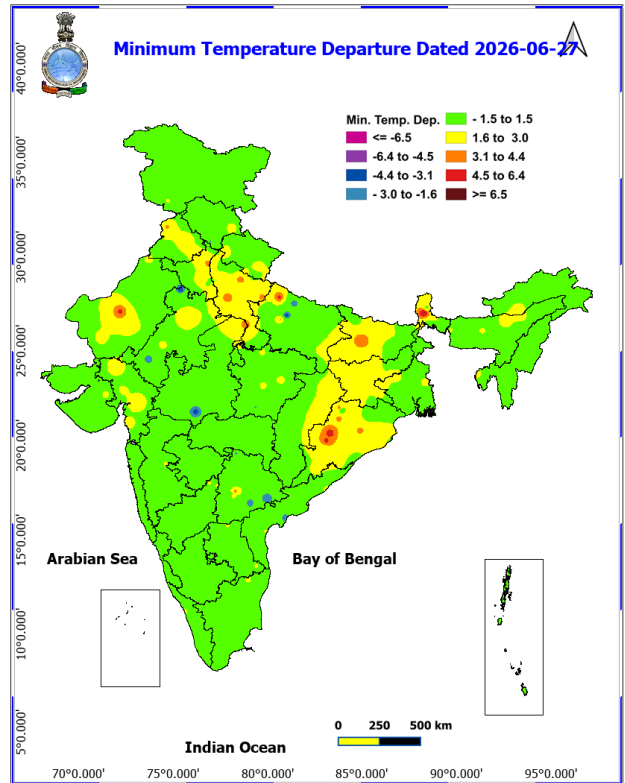 Minimum Temperature Departure Dated 2026-06-27
Min. Temp. Dep.
<= -6.5
-6.4 to -4.5
-4.4 to -3.1
- 3.0 to -1.6
- 1.5 to 1.5
1.6 to 3.0
3.1 to 4.4
4.5 to 6.4
>= 6.5
40°0.000'
35°0.000'
30°0.000'
25°0.000'
20°0.000'
15°0.000'
10°0.000'
5°0.000'
Arabian Sea
Bay of Bengal
Indian Ocean
0 250 500 km
70°0.000' 75°0.000' 80°0.000' 85°0.000' 90°0.000' 95°0.000'